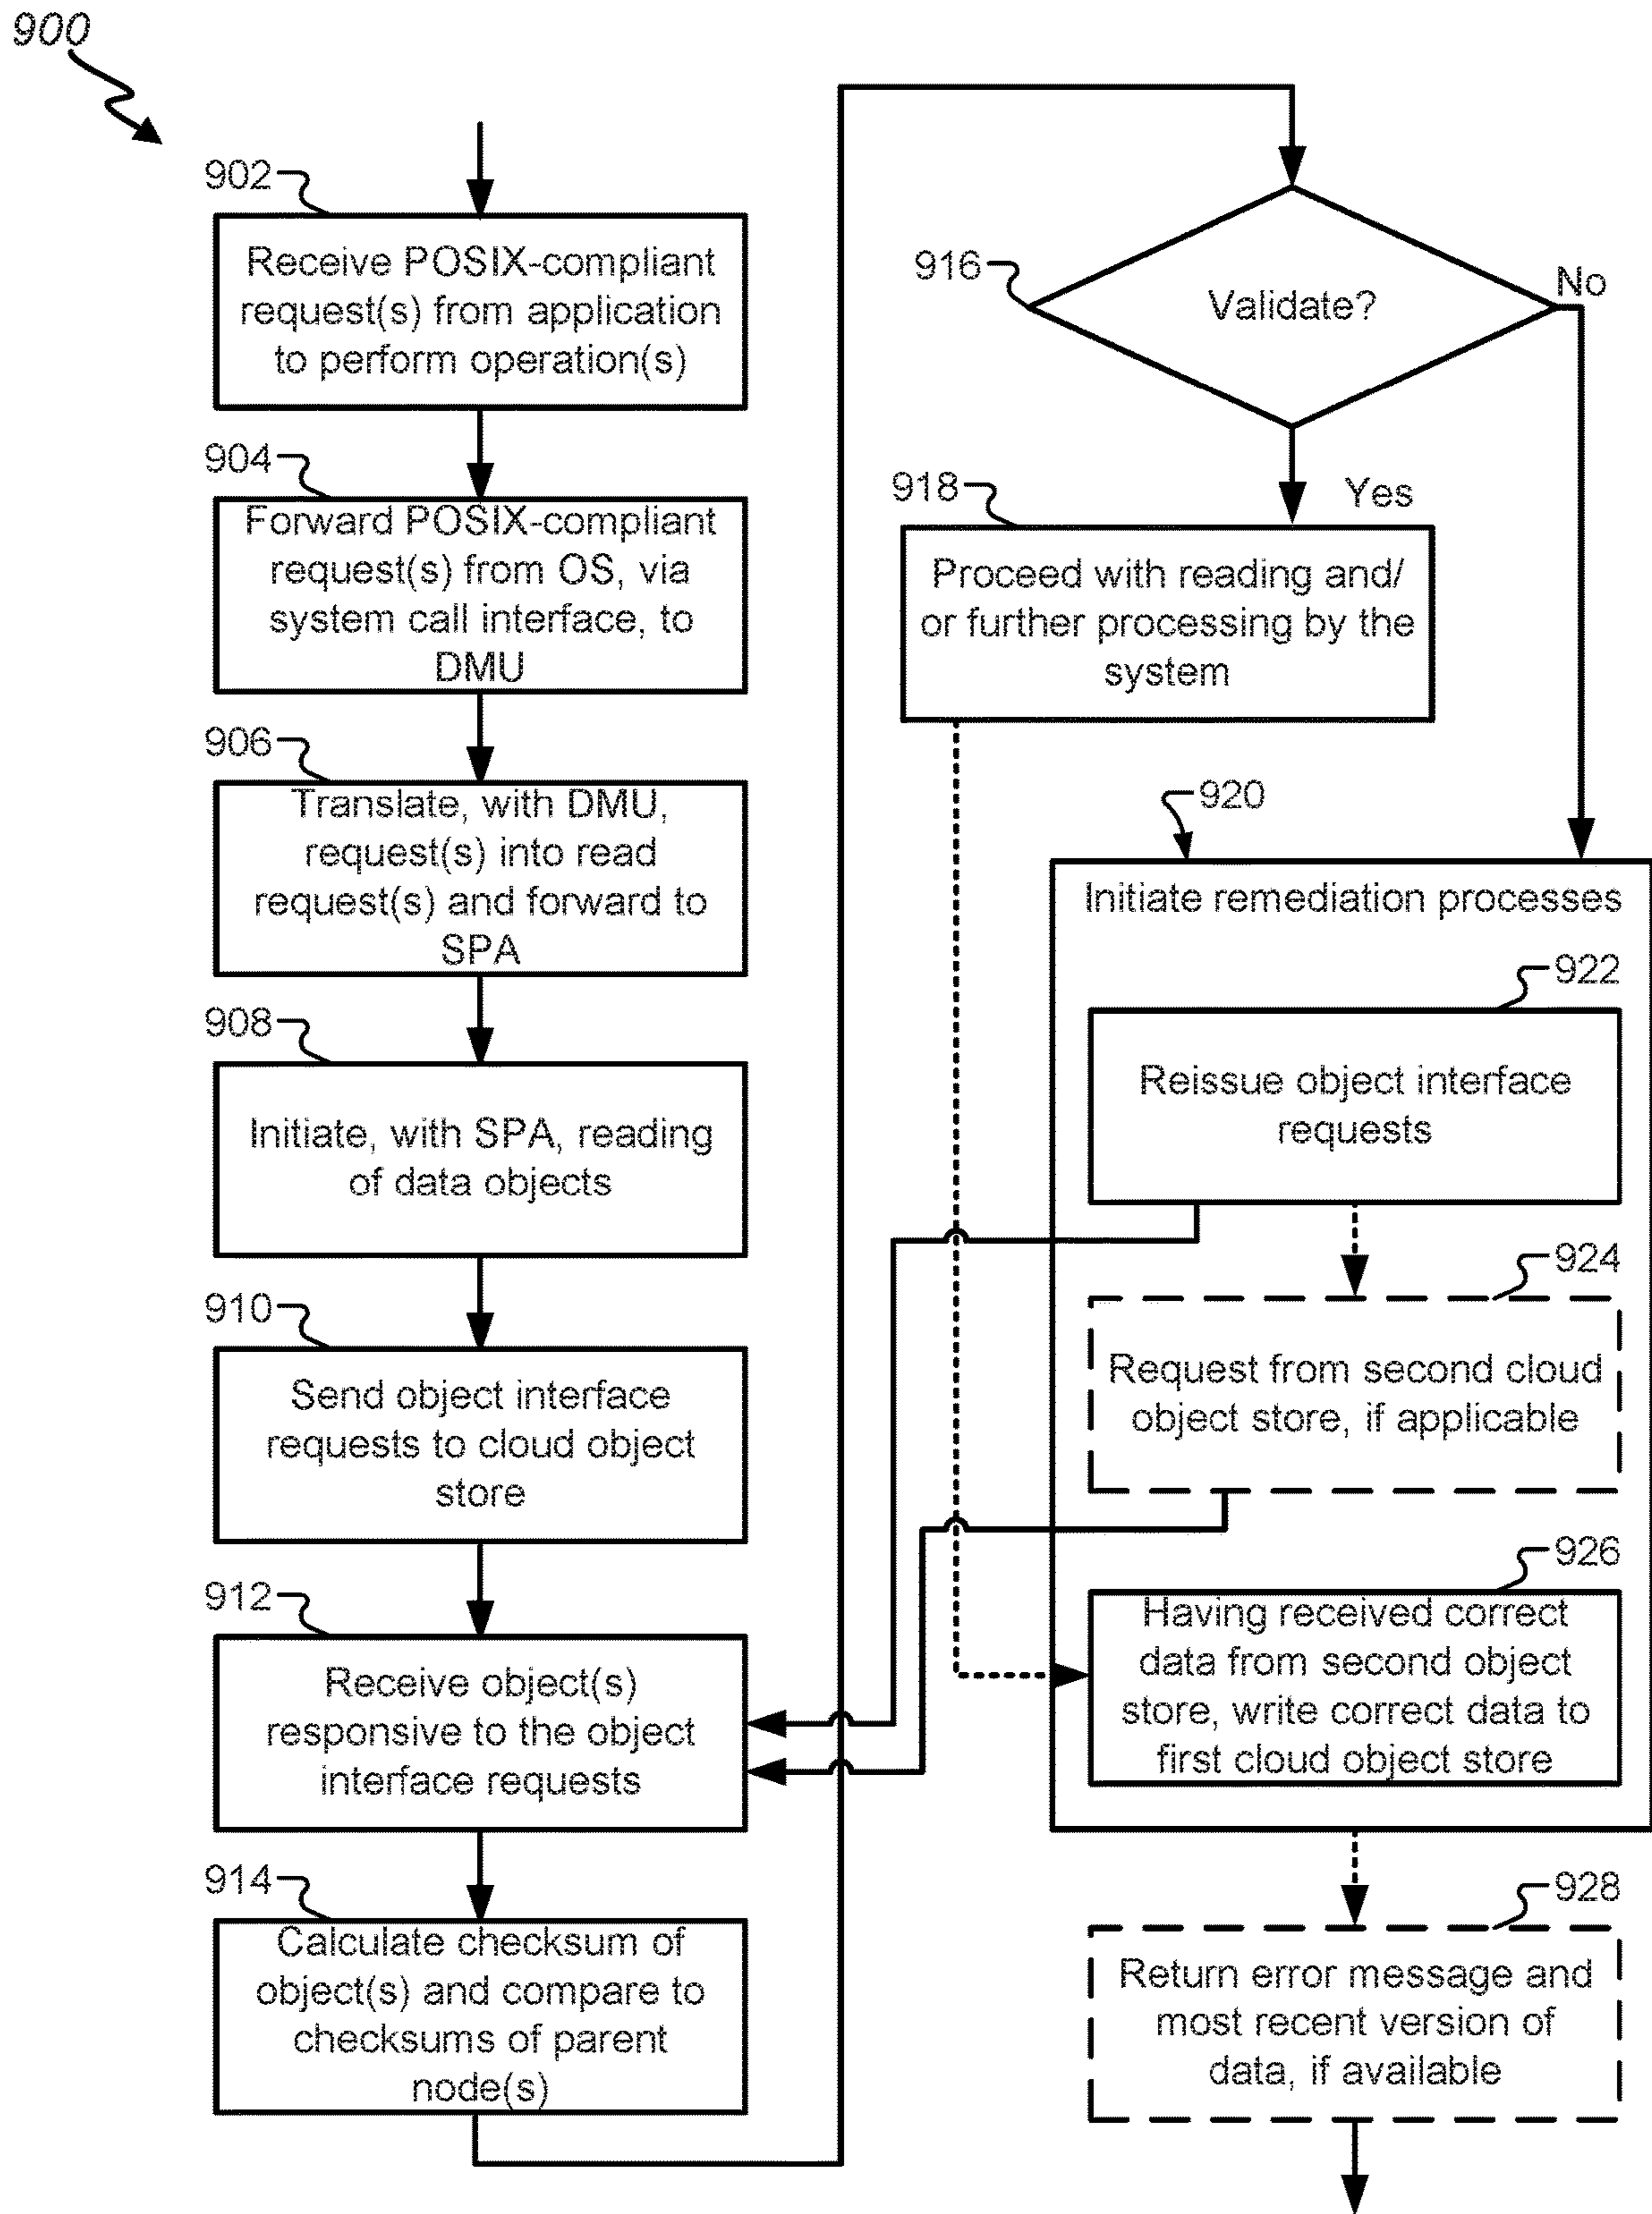 900
902
Receive POSIX-compliant
request(s) from application
to perform operation(s)
904
Forward POSIX-compliant
request(s) from OS, via
system call interface, to
DMU
906
Translate, with DMU,
request(s) into read
request(s) and forward to
SPA
908
Initiate, with SPA, reading
of data objects
910
Send object interface
requests to cloud object
store
912
Receive object(s)
responsive to the object
interface requests
914
Calculate checksum of
object(s) and compare to
checksums of parent
node(s)
916
Validate?
No
Yes
918
Proceed with reading and/
or further processing by the
system
920
Initiate remediation processes
922
Reissue object interface
requests
924
Request from second cloud
object store, if applicable
926
Having received correct
data from second object
store, write correct data to
first cloud object store
928
Return error message and
most recent version of
data, if available